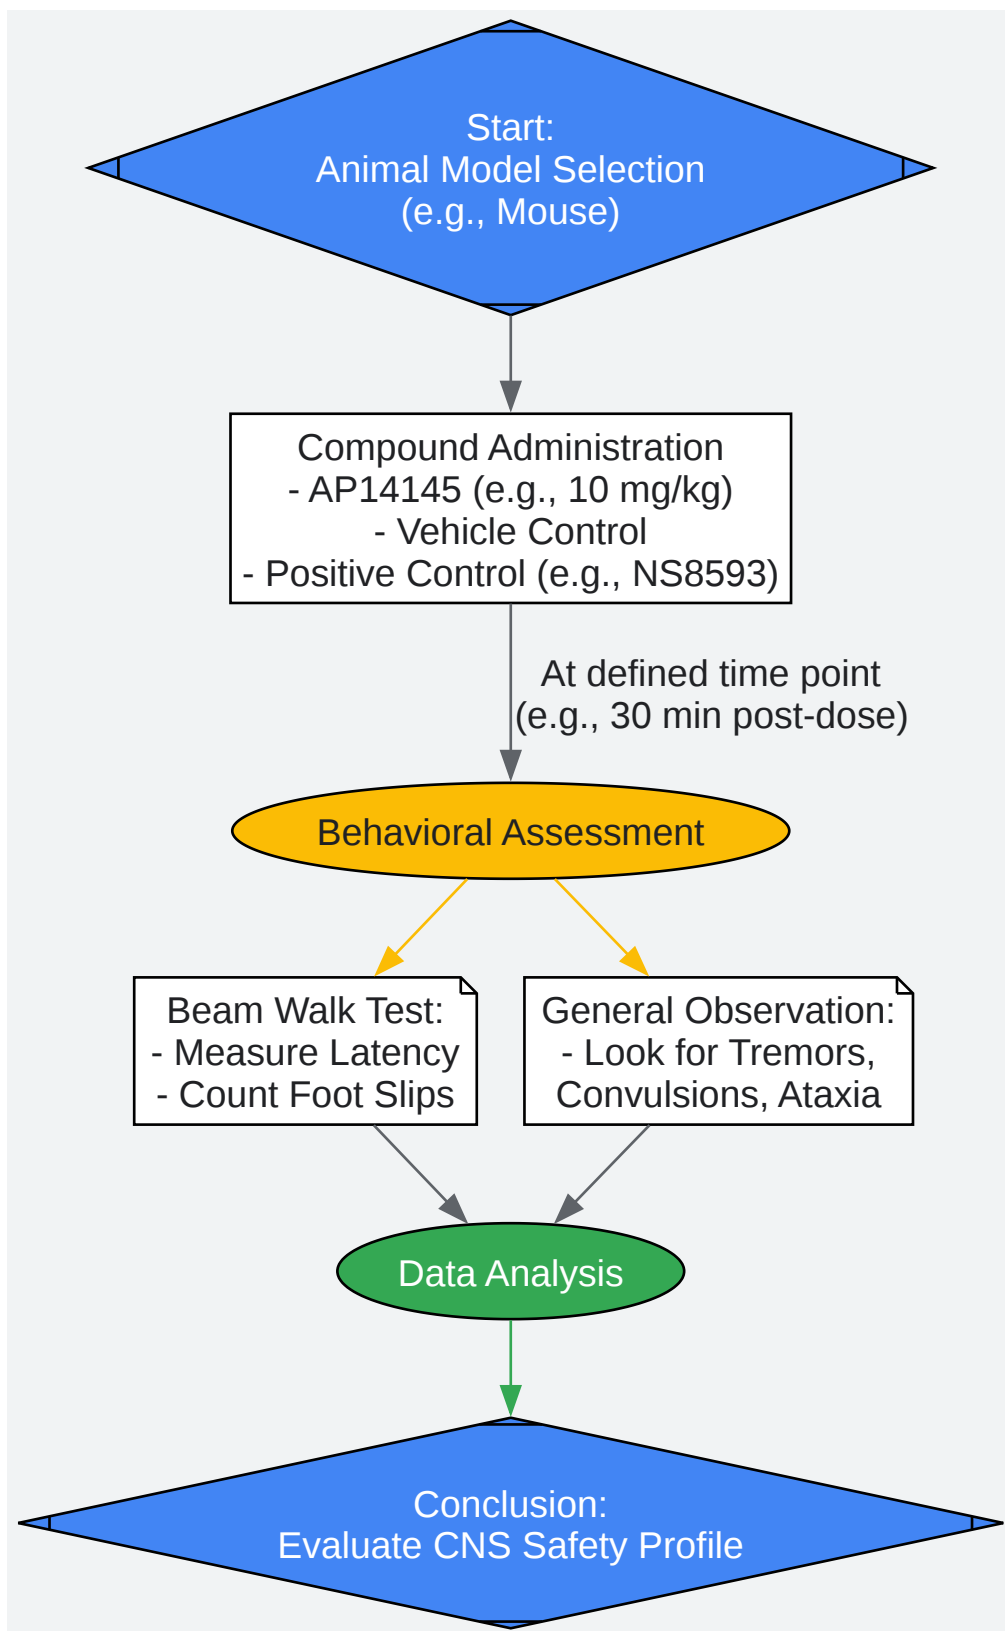 Start:
Animal Model Selection
(e.g., Mouse)
Compound Administration
- AP14145 (e.g., 10 mg/kg)
- Vehicle Control
- Positive Control (e.g., NS8593)
At defined time point
(e.g., 30 min post-dose)
Behavioral Assessment
Beam Walk Test:
- Measure Latency
- Count Foot Slips
General Observation:
- Look for Tremors,
Convulsions, Ataxia
Data Analysis
Conclusion:
Evaluate CNS Safety Profile